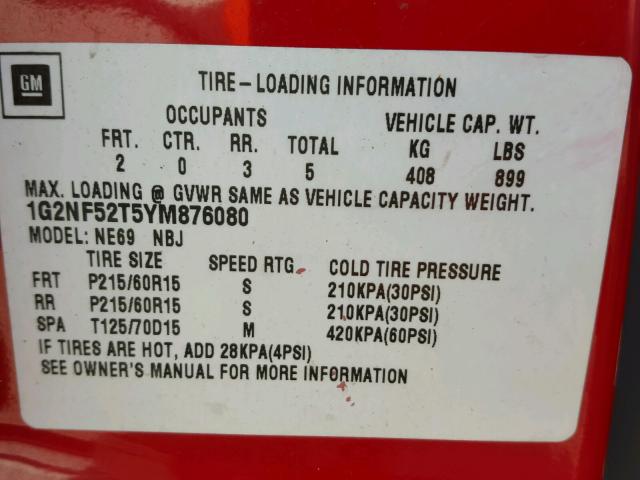 GM
TIRE-LOADING INFORMATION
OCCUPANTS VEHICLE CAP. WT.
FRT. CTR. RR. TOTAL KG LBS
2 0 3 5 408 899
MAX. LOADING @ GVWR SAME AS VEHICLE CAPACITY WEIGHT.
1G2NF52T5YM876080
MODEL: NE69 NBJ
TIRE SIZE SPEED RTG COLD TIRE PRESSURE
FRT P215/60R15 S 210KPA(30PSI)
RR P215/60R15 S 210KPA(30PSI)
SPA T125/70D15 M 420KPA(60PSI)
IF TIRES ARE HOT, ADD 28KPA(4PSI)
SEE OWNER'S MANUAL FOR MORE INFORMATION